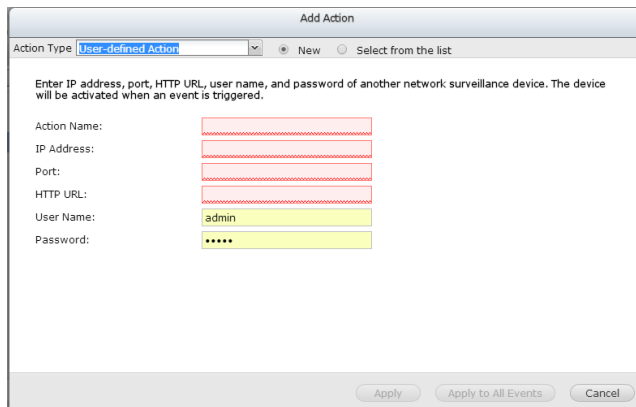 Add Action
Action Type User-defined Action New Select from the list
Enter IP address, port, HTTP URL, user name, and password of another network surveillance device. The device
will be activated when an event is triggered.
Action Name:
IP Address:
Port:
HTTP URL:
User Name: admin
Password: •••••
Apply Apply to All Events Cancel